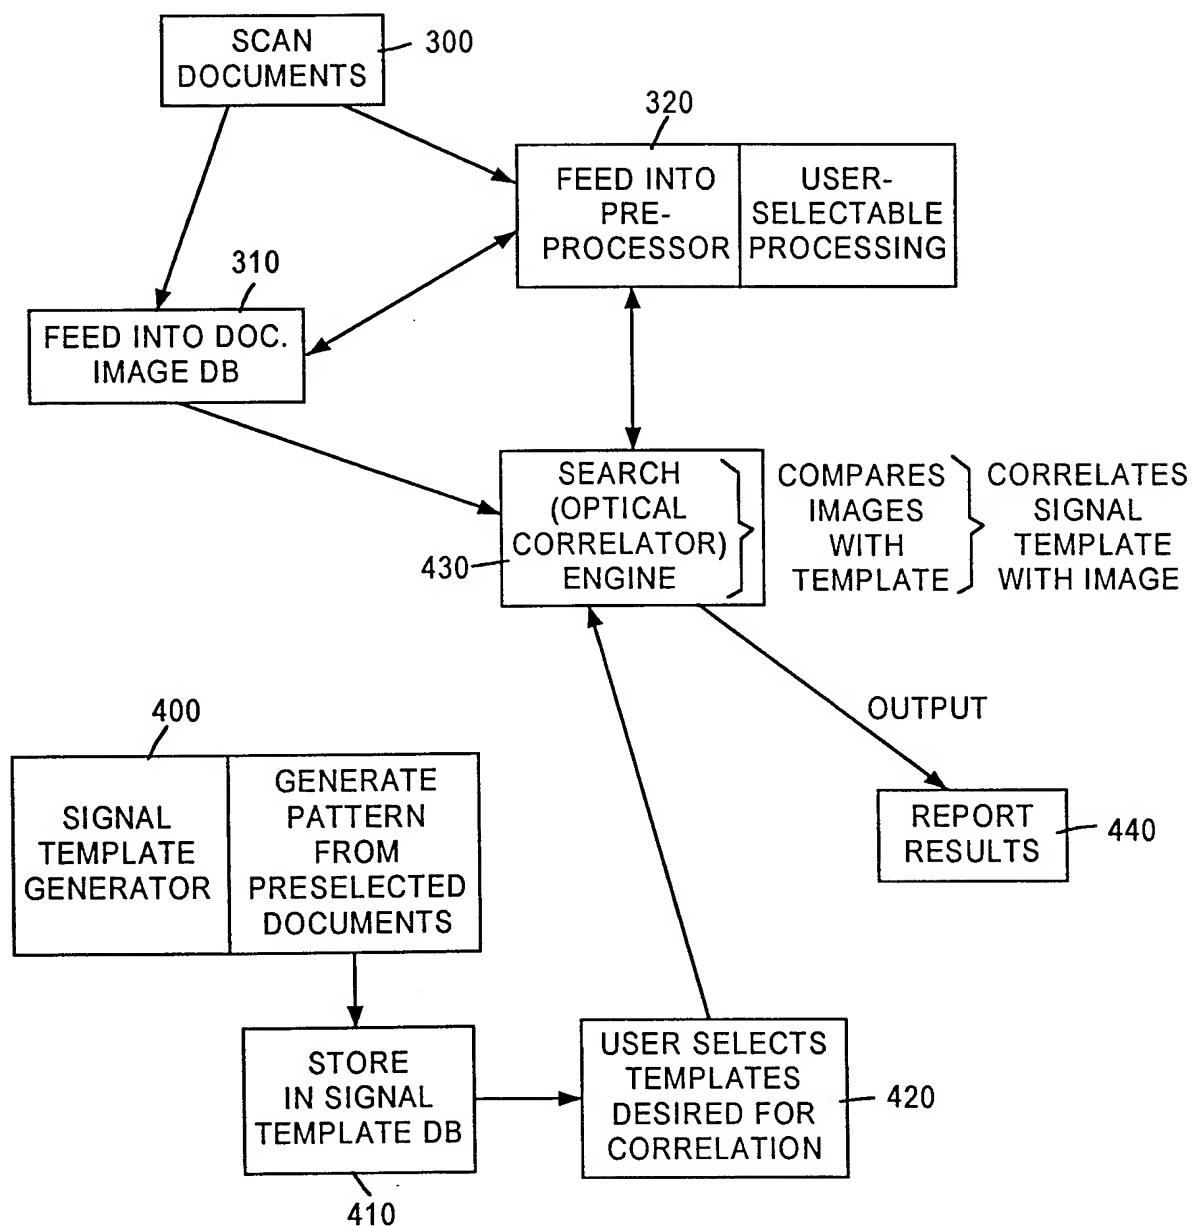 SCAN
DOCUMENTS
300
320
FEED INTO
PRE-
PROCESSOR
USER-
SELECTABLE
PROCESSING
310
FEED INTO DOC.
IMAGE DB
SEARCH
(OPTICAL
CORRELATOR)
ENGINE
430
COMPARES
IMAGES
WITH
TEMPLATE
CORRELATES
SIGNAL
TEMPLATE
WITH IMAGE
OUTPUT
400
SIGNAL
TEMPLATE
GENERATOR
GENERATE
PATTERN
FROM
PRESELECTED
DOCUMENTS
REPORT
RESULTS
440
STORE
IN SIGNAL
TEMPLATE DB
410
USER SELECTS
TEMPLATES
DESIRED FOR
CORRELATION
420